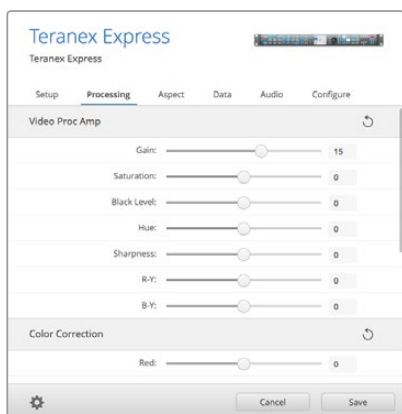 Teranex Express
Teranex Express
Setup Processing Aspect Data Audio Configure
Video Proc Amp
Gain: 15
Saturation: 0
Black Level: 0
Hue: 0
Sharpness: 0
R-Y: 0
B-Y: 0
Color Correction
Red: 0
Cancel Save